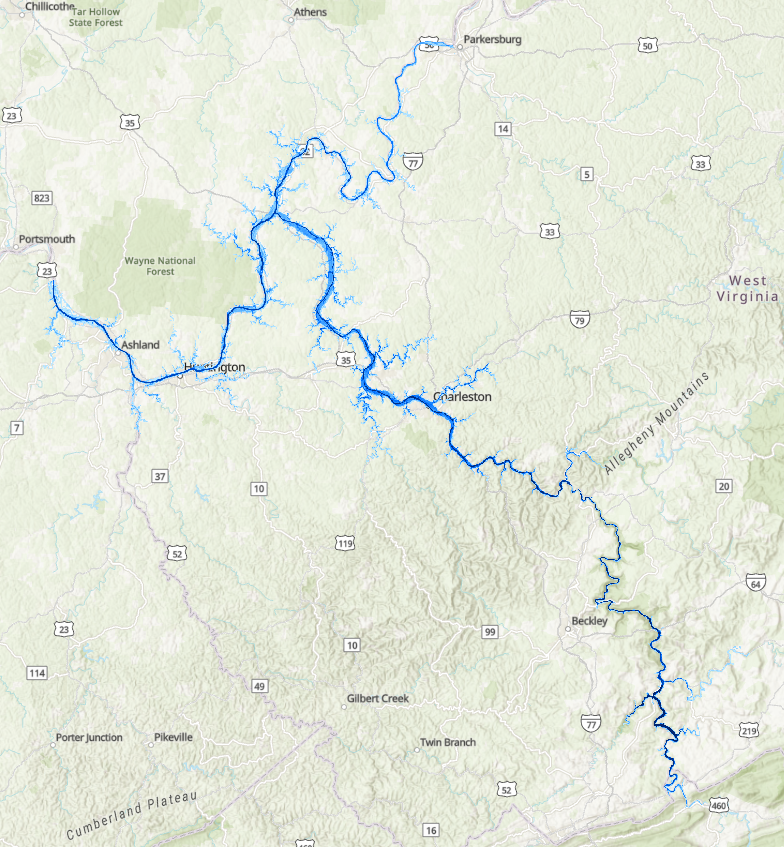 Chillicothe
Tar Hollow
State Forest
Athens
50
Parkersburg
50
23
35
14
77
33
5
823
33
Portsmouth
23
Wayne National
Forest
West
Virginia
79
Ashland
35
Charleston
Allegheny Mountains
7
37
10
20
119
52
64
Beckley
23
99
10
114
49
Gilbert Creek
77
219
Porter Junction
Pikeville
Twin Branch
52
460
Cumberland Plateau
16